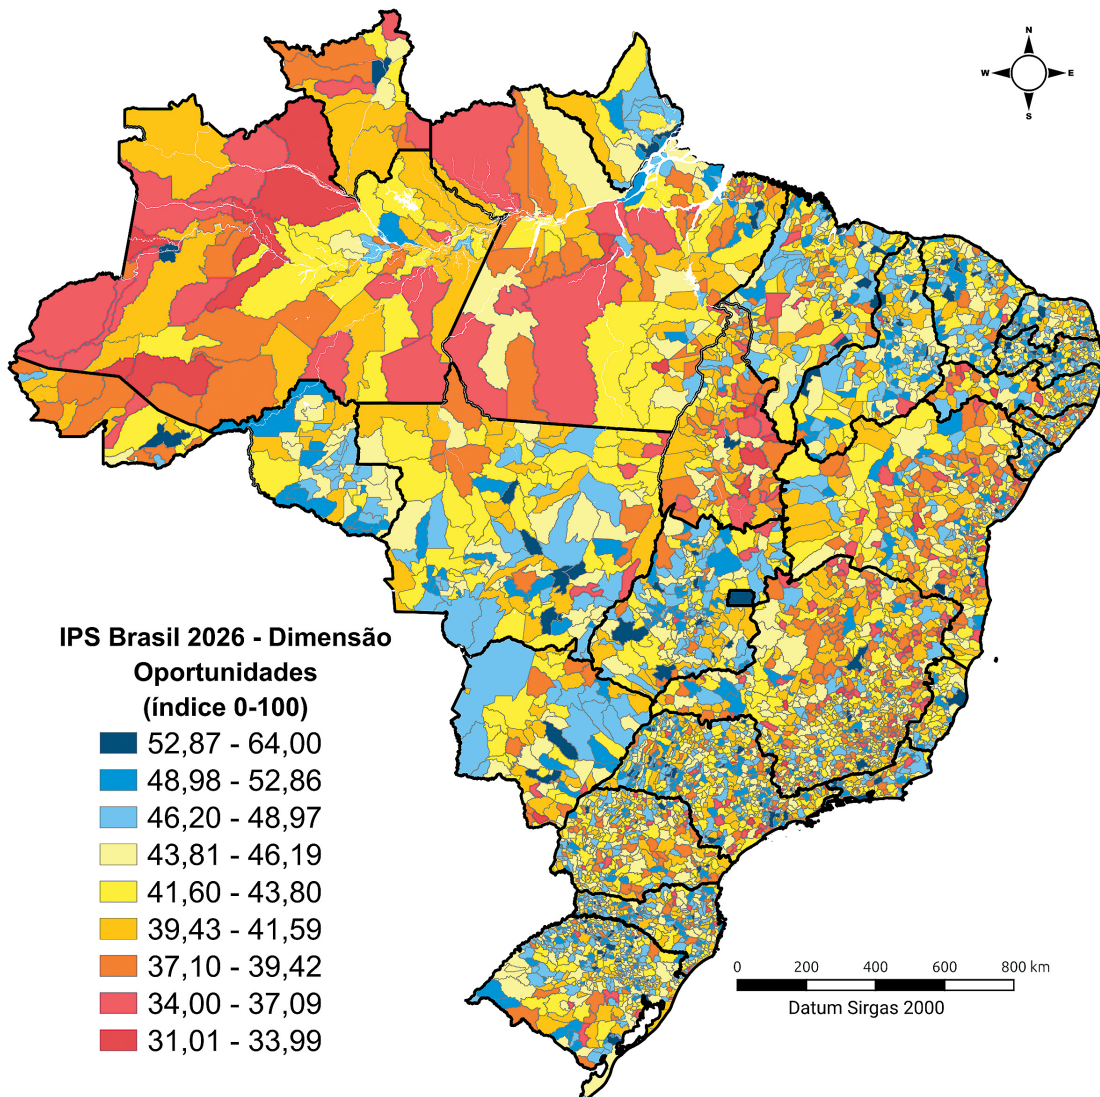 N
W
E
S
IPS Brasil 2026 - Dimensão
Oportunidades
(índice 0-100)
52,87 - 64,00
48,98 - 52,86
46,20 - 48,97
43,81 - 46,19
41,60 - 43,80
39,43 - 41,59
37,10 - 39,42
34,00 - 37,09
31,01 - 33,99
0 200 400 600 800 km
Datum Sirgas 2000